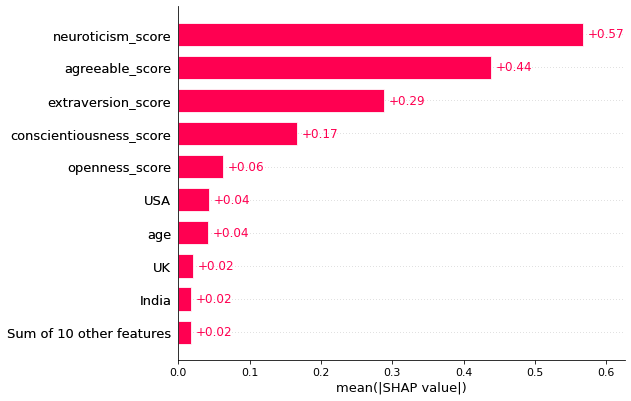 neuroticism_score +0.57
agreeable_score +0.44
extraversion_score +0.29
conscientiousness_score +0.17
openness_score +0.06
USA +0.04
age +0.04
UK +0.02
India +0.02
Sum of 10 other features +0.02
0.0 0.1 0.2 0.3 0.4 0.5 0.6
mean(|SHAP value|)